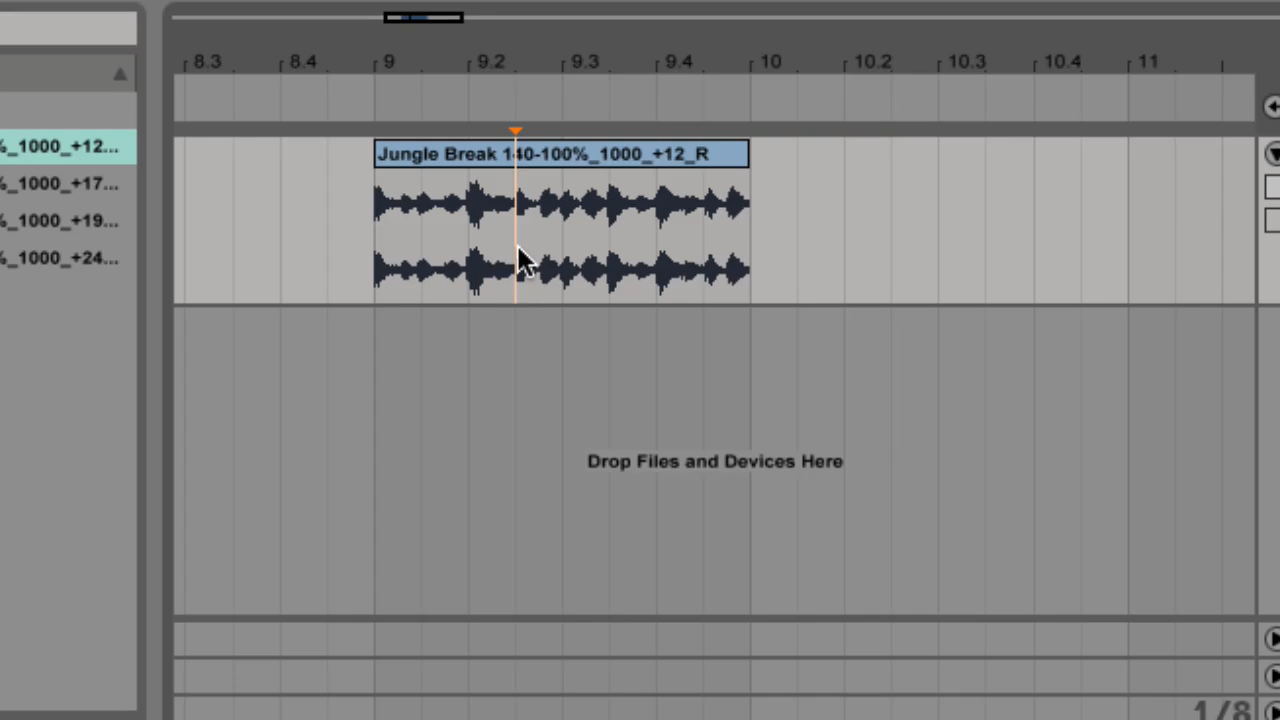 8.3 8.4 9 9.2 9.3 9.4 10 10.2 10.3 10.4 11
%_1000_+12...
Jungle Break 140-100%_1000_+12_R
%_1000_+17...
%_1000_+19...
%_1000_+24...
Drop Files and Devices Here
1/8